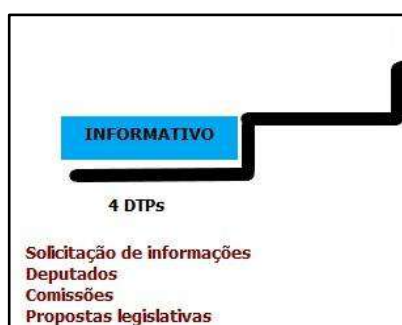 INFORMATIVO
4 DTPs
Solicitação de informações
Deputados
Comissões
Propostas legislativas